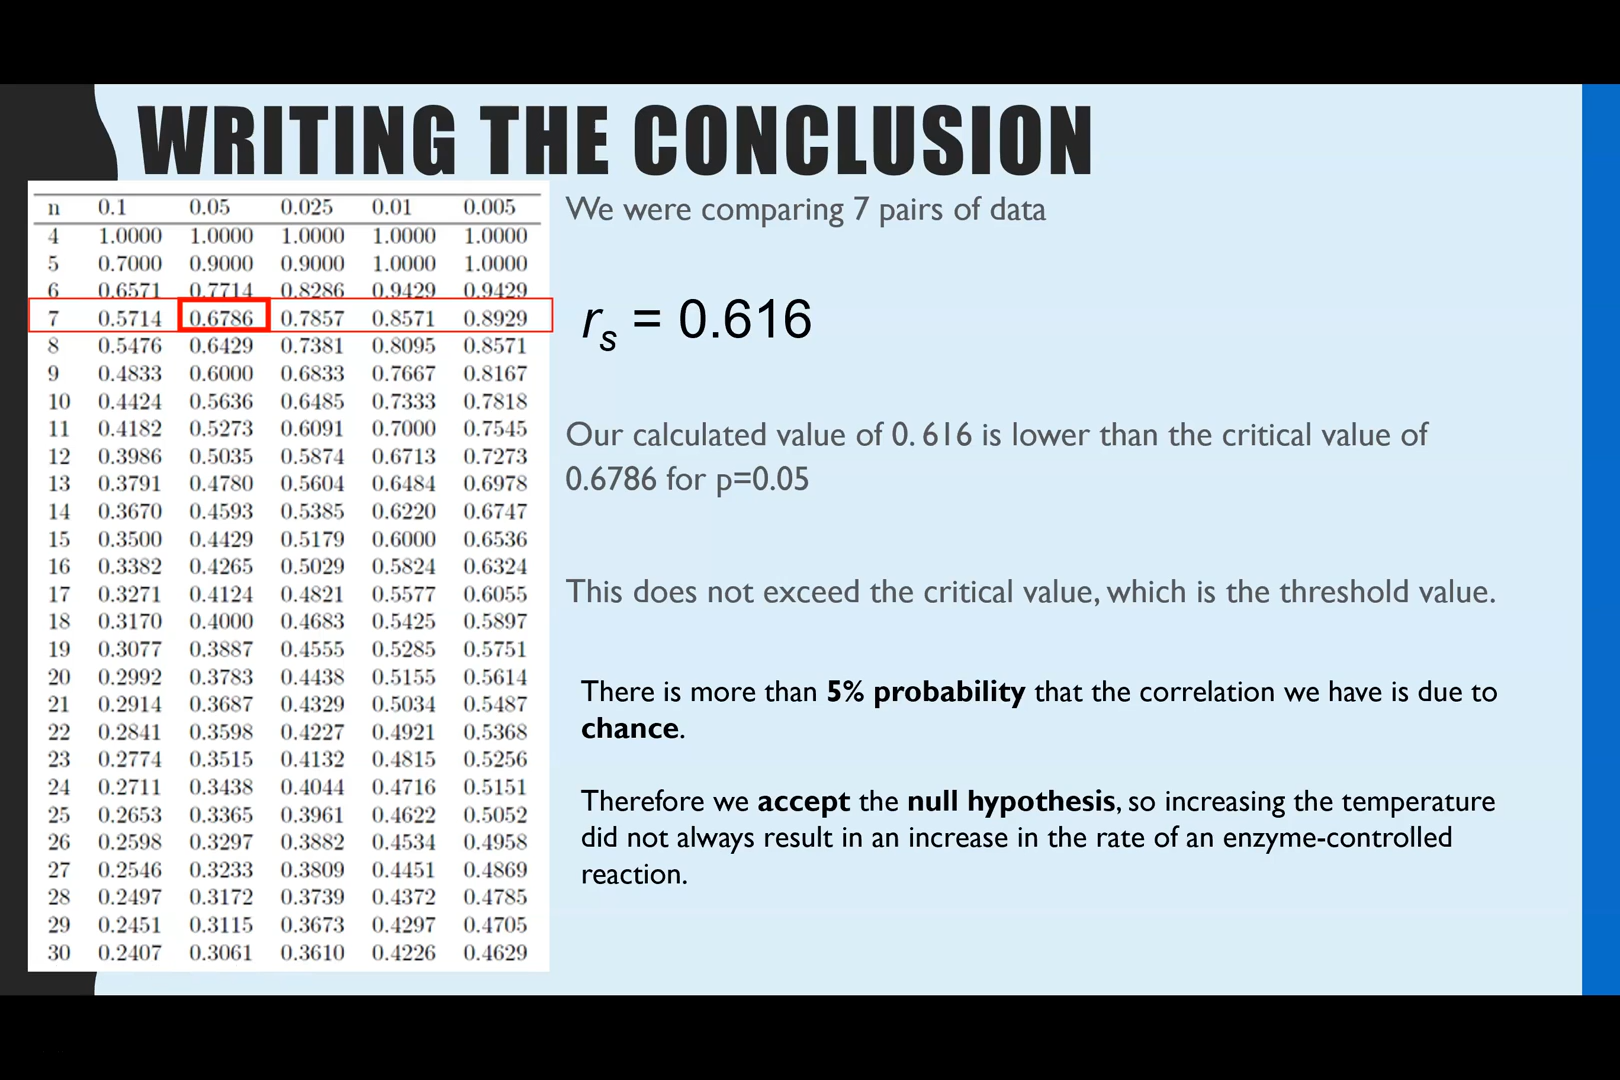 WRITING THE CONCLUSION
n 0.1 0.05 0.025 0.01 0.005
4 1.0000 1.0000 1.0000 1.0000 1.0000
5 0.7000 0.9000 0.9000 1.0000 1.0000
6 0.6571 0.7714 0.8286 0.9429 0.9429
7 0.5714 0.6786 0.7857 0.8571 0.8929
8 0.5476 0.6429 0.7381 0.8095 0.8571
9 0.4833 0.6000 0.6833 0.7667 0.8167
10 0.4424 0.5636 0.6485 0.7333 0.7818
11 0.4182 0.5273 0.6091 0.7000 0.7545
12 0.3986 0.5035 0.5874 0.6713 0.7273
13 0.3791 0.4780 0.5604 0.6484 0.6978
14 0.3670 0.4593 0.5385 0.6220 0.6747
15 0.3500 0.4429 0.5179 0.6000 0.6536
16 0.3382 0.4265 0.5029 0.5824 0.6324
17 0.3271 0.4124 0.4821 0.5577 0.6055
18 0.3170 0.4000 0.4683 0.5425 0.5897
19 0.3077 0.3887 0.4555 0.5285 0.5751
20 0.2992 0.3783 0.4438 0.5155 0.5614
21 0.2914 0.3687 0.4329 0.5034 0.5487
22 0.2841 0.3598 0.4227 0.4921 0.5368
23 0.2774 0.3515 0.4132 0.4815 0.5256
24 0.2711 0.3438 0.4044 0.4716 0.5151
25 0.2653 0.3365 0.3961 0.4622 0.5052
26 0.2598 0.3297 0.3882 0.4534 0.4958
27 0.2546 0.3233 0.3809 0.4451 0.4869
28 0.2497 0.3172 0.3739 0.4372 0.4785
29 0.2451 0.3115 0.3673 0.4297 0.4705
30 0.2407 0.3061 0.3610 0.4226 0.4629
We were comparing 7 pairs of data
rs = 0.616
Our calculated value of 0. 616 is lower than the critical value of
0.6786 for p=0.05
This does not exceed the critical value, which is the threshold value.
There is more than 5% probability that the correlation we have is due to
chance.
Therefore we accept the null hypothesis, so increasing the temperature
did not always result in an increase in the rate of an enzyme-controlled
reaction.